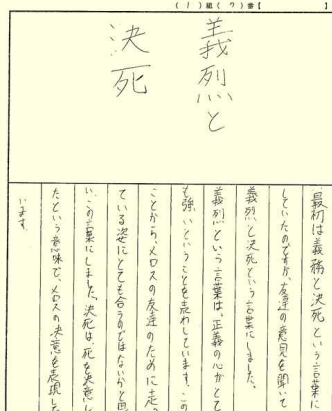 (1)組(7)番【　】
義烈と
決死
最初は義務と決死という言葉に
していたのですが、友達の意見を聞いて
義烈と決死という言葉にしました。
義烈という言葉は、正義の心がとて
も強いということを表わしています。この
ことから、メロスの友達のために走っ
ている姿にとても合うのではないかと思
い、この言葉にしました。決死は、死を決意し
たという意味で、メロスの決意を表現し
います。